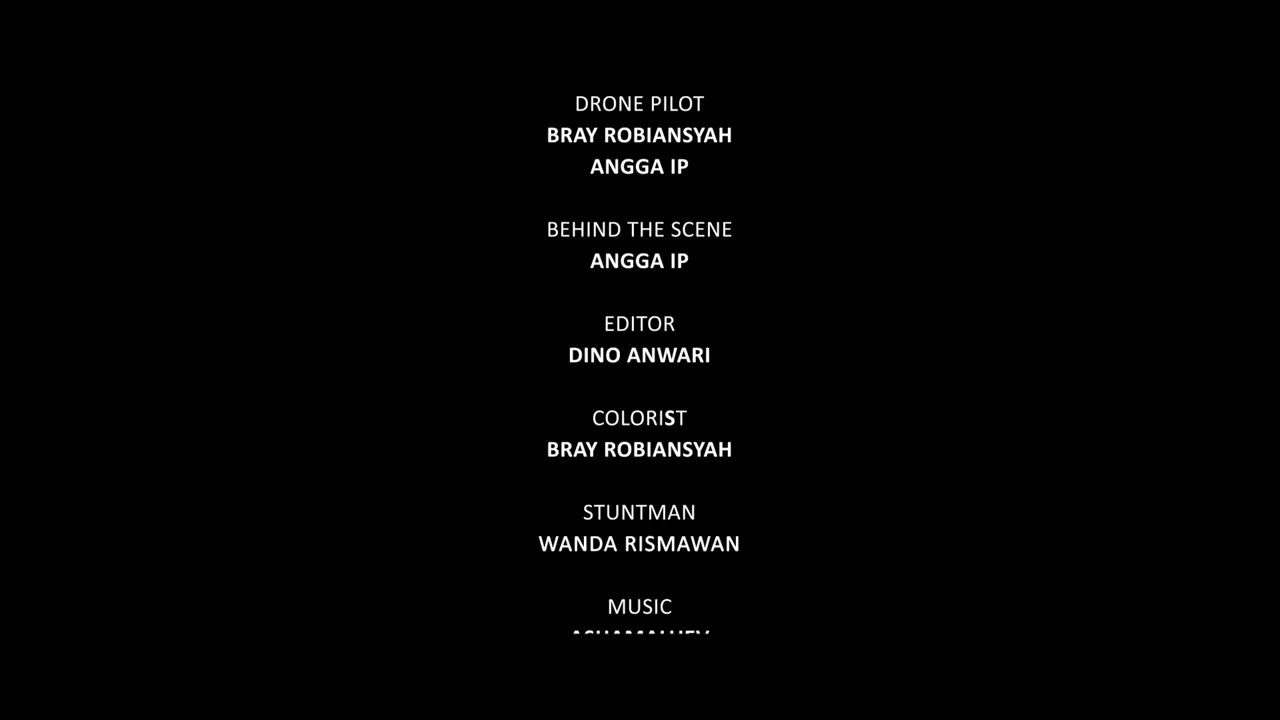 DRONE PILOT
BRAY ROBIANSYAH
ANGGA IP
BEHIND THE SCENE
ANGGA IP
EDITOR
DINO ANWARI
COLORIST
BRAY ROBIANSYAH
STUNTMAN
WANDA RISMAWAN
MUSIC